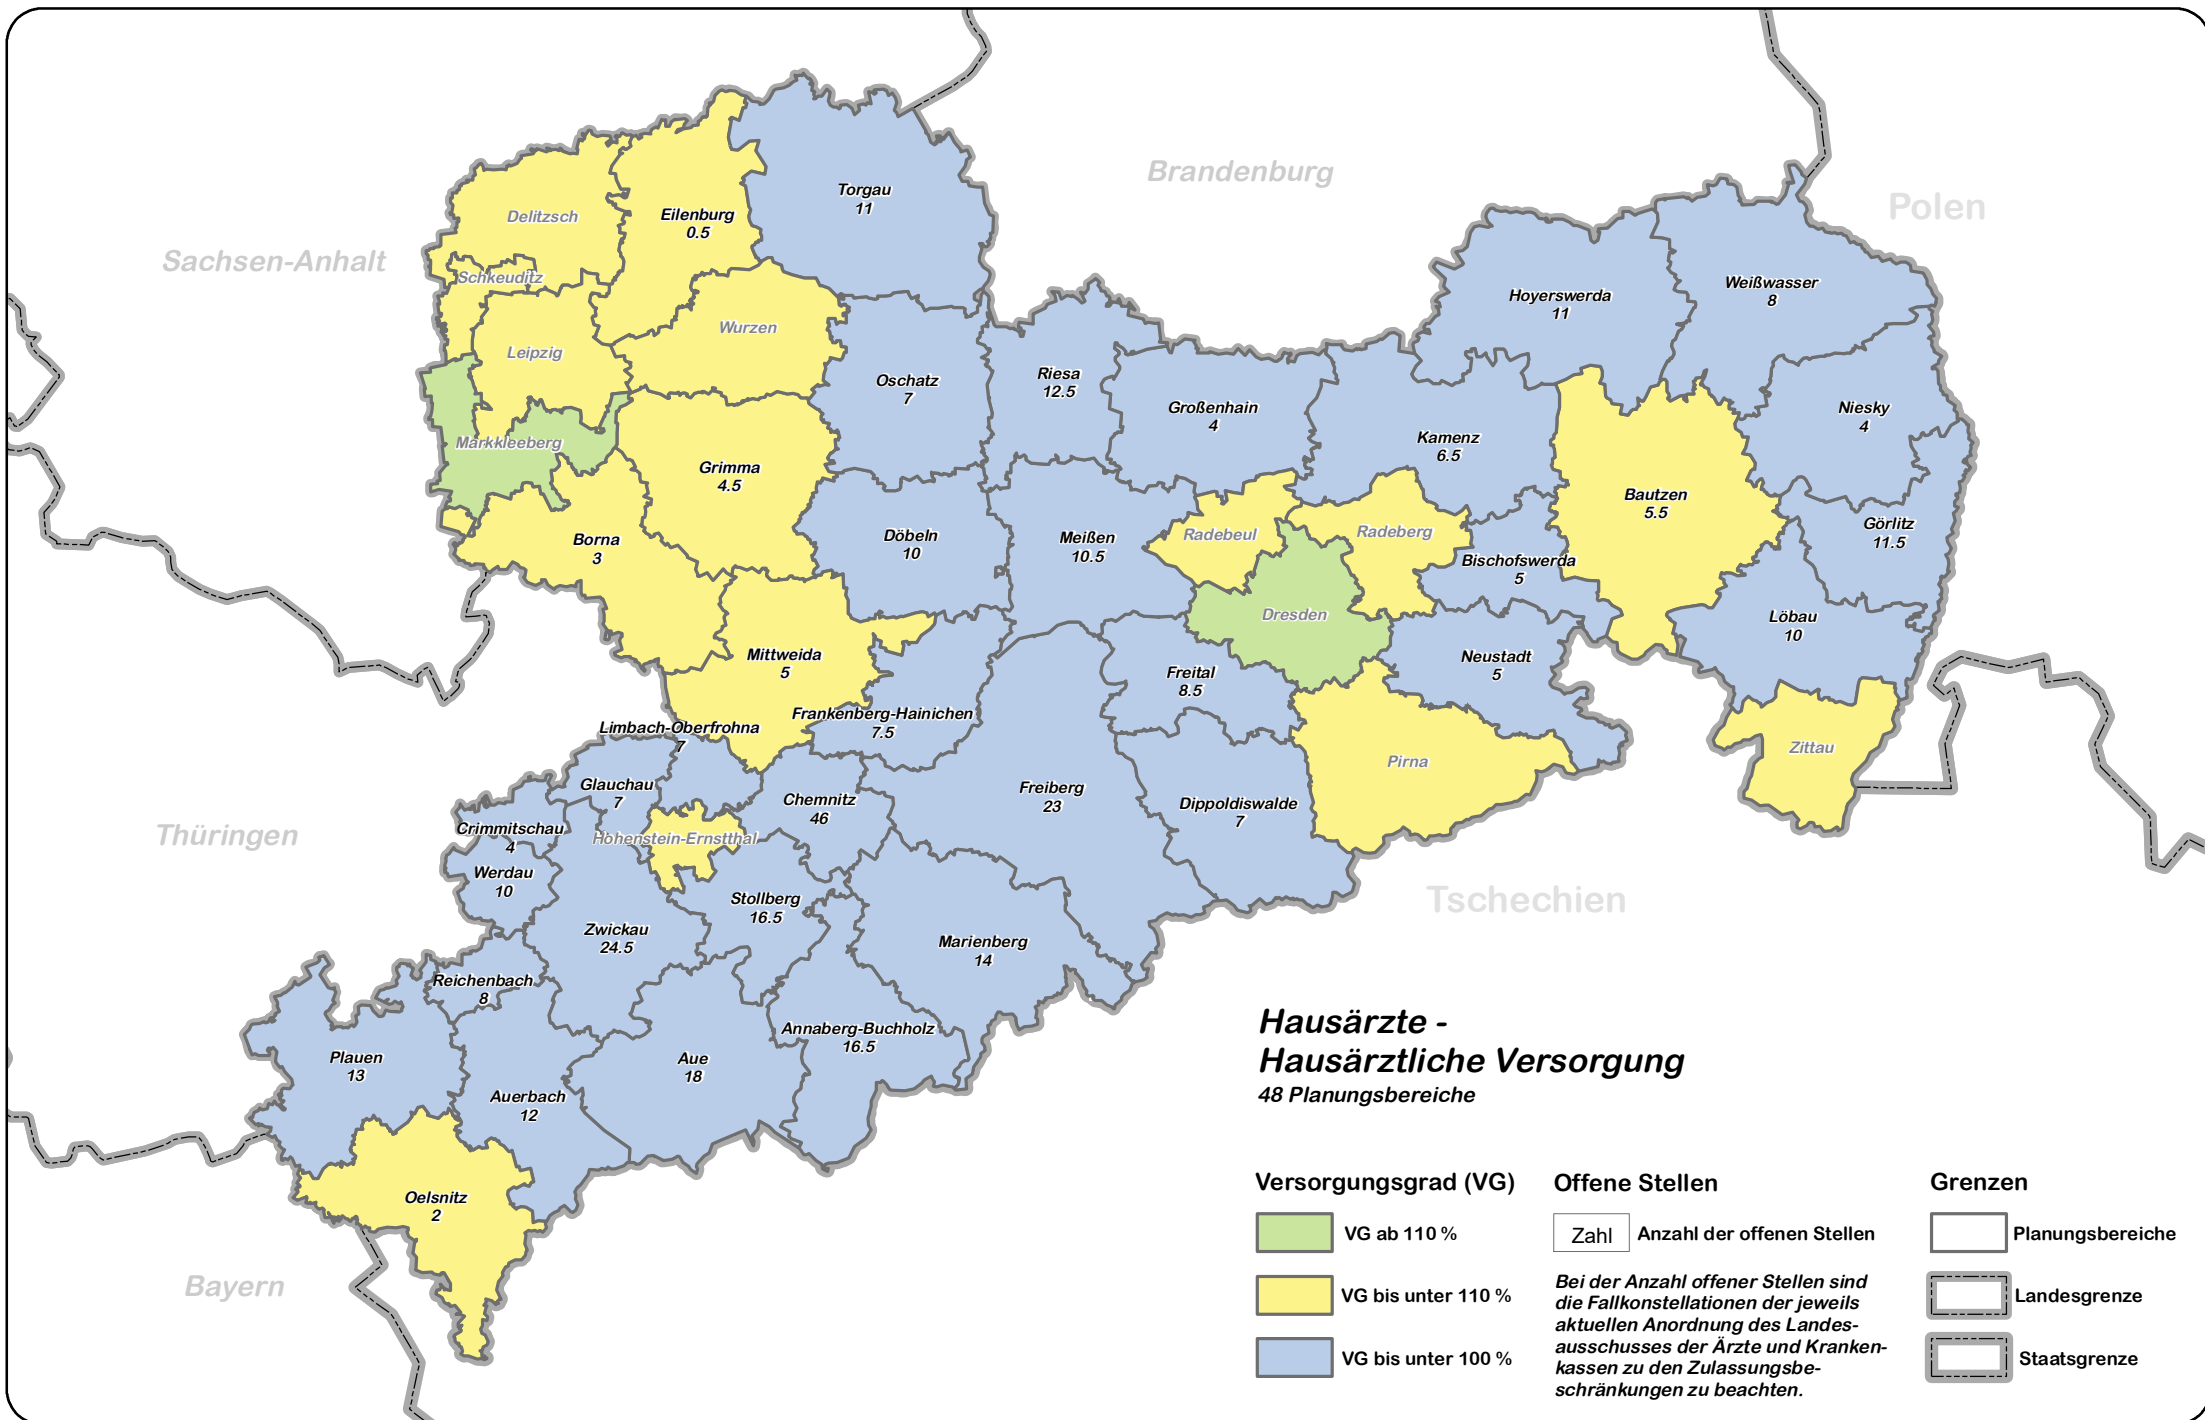 Brandenburg
Polen
Sachsen-Anhalt
Thüringen
Bayern
Tschechien
Torgau
11
Delitzsch
Eilenburg
0.5
Schkeuditz
Wurzen
Leipzig
Markkleeberg
Oschatz
7
Riesa
12.5
Großenhain
4
Hoyerswerda
11
Weißwasser
8
Niesky
4
Kamenz
6.5
Grimma
4.5
Bautzen
5.5
Görlitz
11.5
Borna
3
Döbeln
10
Meißen
10.5
Radebeul
Radeberg
Bischofswerda
5
Dresden
Löbau
10
Mittweida
5
Freital
8.5
Neustadt
5
Frankenberg-Hainichen
7.5
Limbach-Oberfrohna
7
Zittau
Pirna
Glauchau
7
Chemnitz
46
Freiberg
23
Dippoldiswalde
7
Crimmitschau
4
Hohenstein-Ernstthal
Werdau
10
Stollberg
16.5
Zwickau
24.5
Marienberg
14
Reichenbach
8
Annaberg-Buchholz
16.5
Plauen
13
Aue
18
Auerbach
12
Oelsnitz
2
Hausärzte -
Hausärztliche Versorgung
48 Planungsbereiche
Versorgungsgrad (VG)
VG ab 110 %
VG bis unter 110 %
VG bis unter 100 %
Offene Stellen
Zahl
Anzahl der offenen Stellen
Bei der Anzahl offener Stellen sind
die Fallkonstellationen der jeweils
aktuellen Anordnung des Landes-
ausschusses der Ärzte und Kranken-
kassen zu den Zulassungsbe-
schränkungen zu beachten.
Grenzen
Planungsbereiche
Landesgrenze
Staatsgrenze